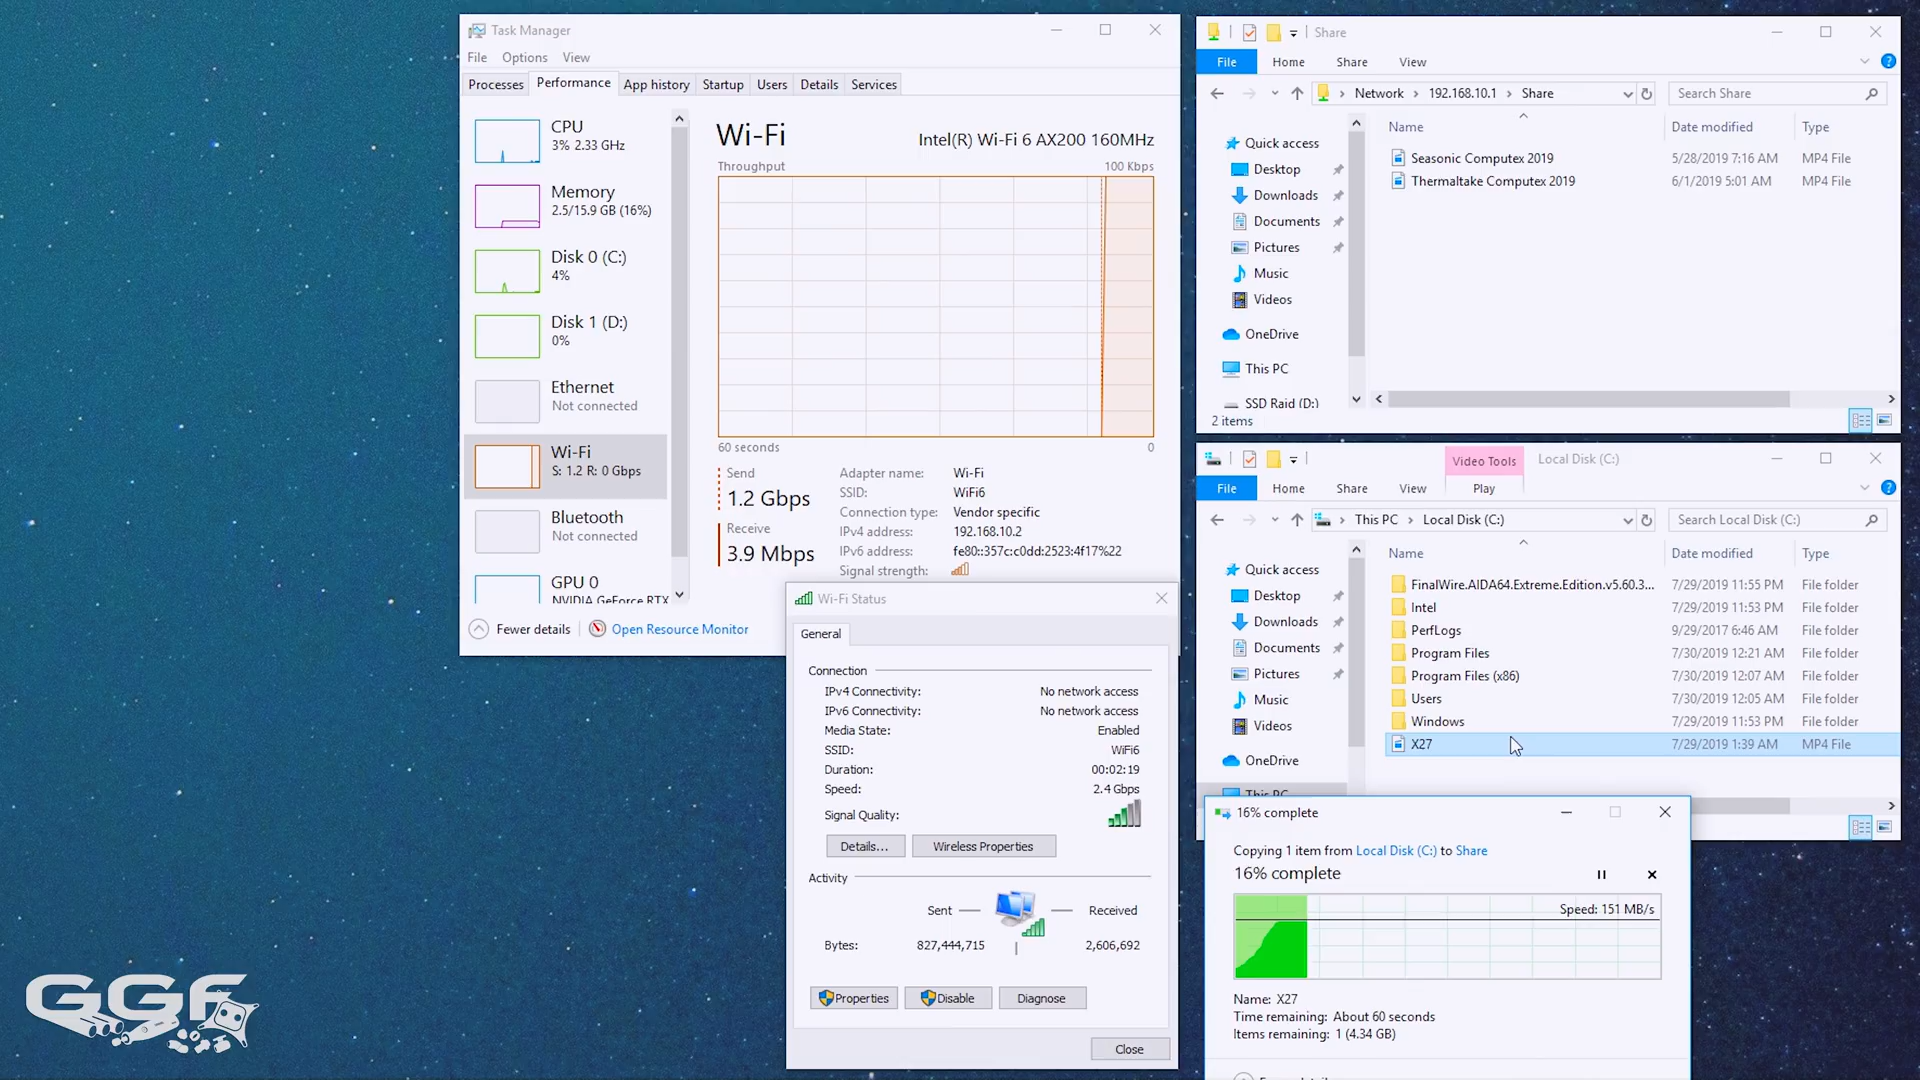 Task Manager
File Options View
Processes Performance App history Startup Users Details Services
CPU
3% 2.33 GHz
Memory
2.5/15.9 GB (16%)
Disk 0 (C:)
4%
Disk 1 (D:)
0%
Ethernet
Not connected
Wi-Fi
S: 1.2 R: 0 Gbps
Bluetooth
Not connected
GPU 0
NVIDIA GeForce RTX
Wi-Fi
Intel(R) Wi-Fi 6 AX200 160MHz
Throughput 100 Kbps
60 seconds 0
Send
1.2 Gbps
Receive
3.9 Mbps
Adapter name: Wi-Fi
SSID: WiFi6
Connection type: Vendor specific
IPv4 address: 192.168.10.2
IPv6 address: fe80::357c:c0dd:2523:4f17%22
Signal strength:
Fewer details Open Resource Monitor
Wi-Fi Status
General
Connection
IPv4 Connectivity: No network access
IPv6 Connectivity: No network access
Media State: Enabled
SSID: WiFi6
Duration: 00:02:19
Speed: 2.4 Gbps
Signal Quality:
Details... Wireless Properties
Activity
Sent Received
Bytes: 827,444,715 2,606,692
Properties Disable Diagnose
Close
Share
File Home Share View
Network 192.168.10.1 Share Search Share
Quick access
Desktop
Downloads
Documents
Pictures
Music
Videos
OneDrive
This PC
SSD Raid (D:)
Name Date modified Type
Seasonic Computex 2019 5/28/2019 7:16 AM MP4 File
Thermaltake Computex 2019 6/1/2019 5:01 AM MP4 File
2 items
Video Tools Local Disk (C:)
File Home Share View Play
This PC Local Disk (C:) Search Local Disk (C:)
Quick access
Desktop
Downloads
Documents
Pictures
Music
Videos
OneDrive
This PC
Name Date modified Type
FinalWire.AIDA64.Extreme.Edition.v5.60.3... 7/29/2019 11:55 PM File folder
Intel 7/29/2019 11:53 PM File folder
PerfLogs 9/29/2017 6:46 AM File folder
Program Files 7/30/2019 12:21 AM File folder
Program Files (x86) 7/30/2019 12:07 AM File folder
Users 7/30/2019 12:05 AM File folder
Windows 7/29/2019 11:53 PM File folder
X27 7/29/2019 1:39 AM MP4 File
16% complete
Copying 1 item from Local Disk (C:) to Share
16% complete
Speed: 151 MB/s
Name: X27
Time remaining: About 60 seconds
Items remaining: 1 (4.34 GB)
GGF